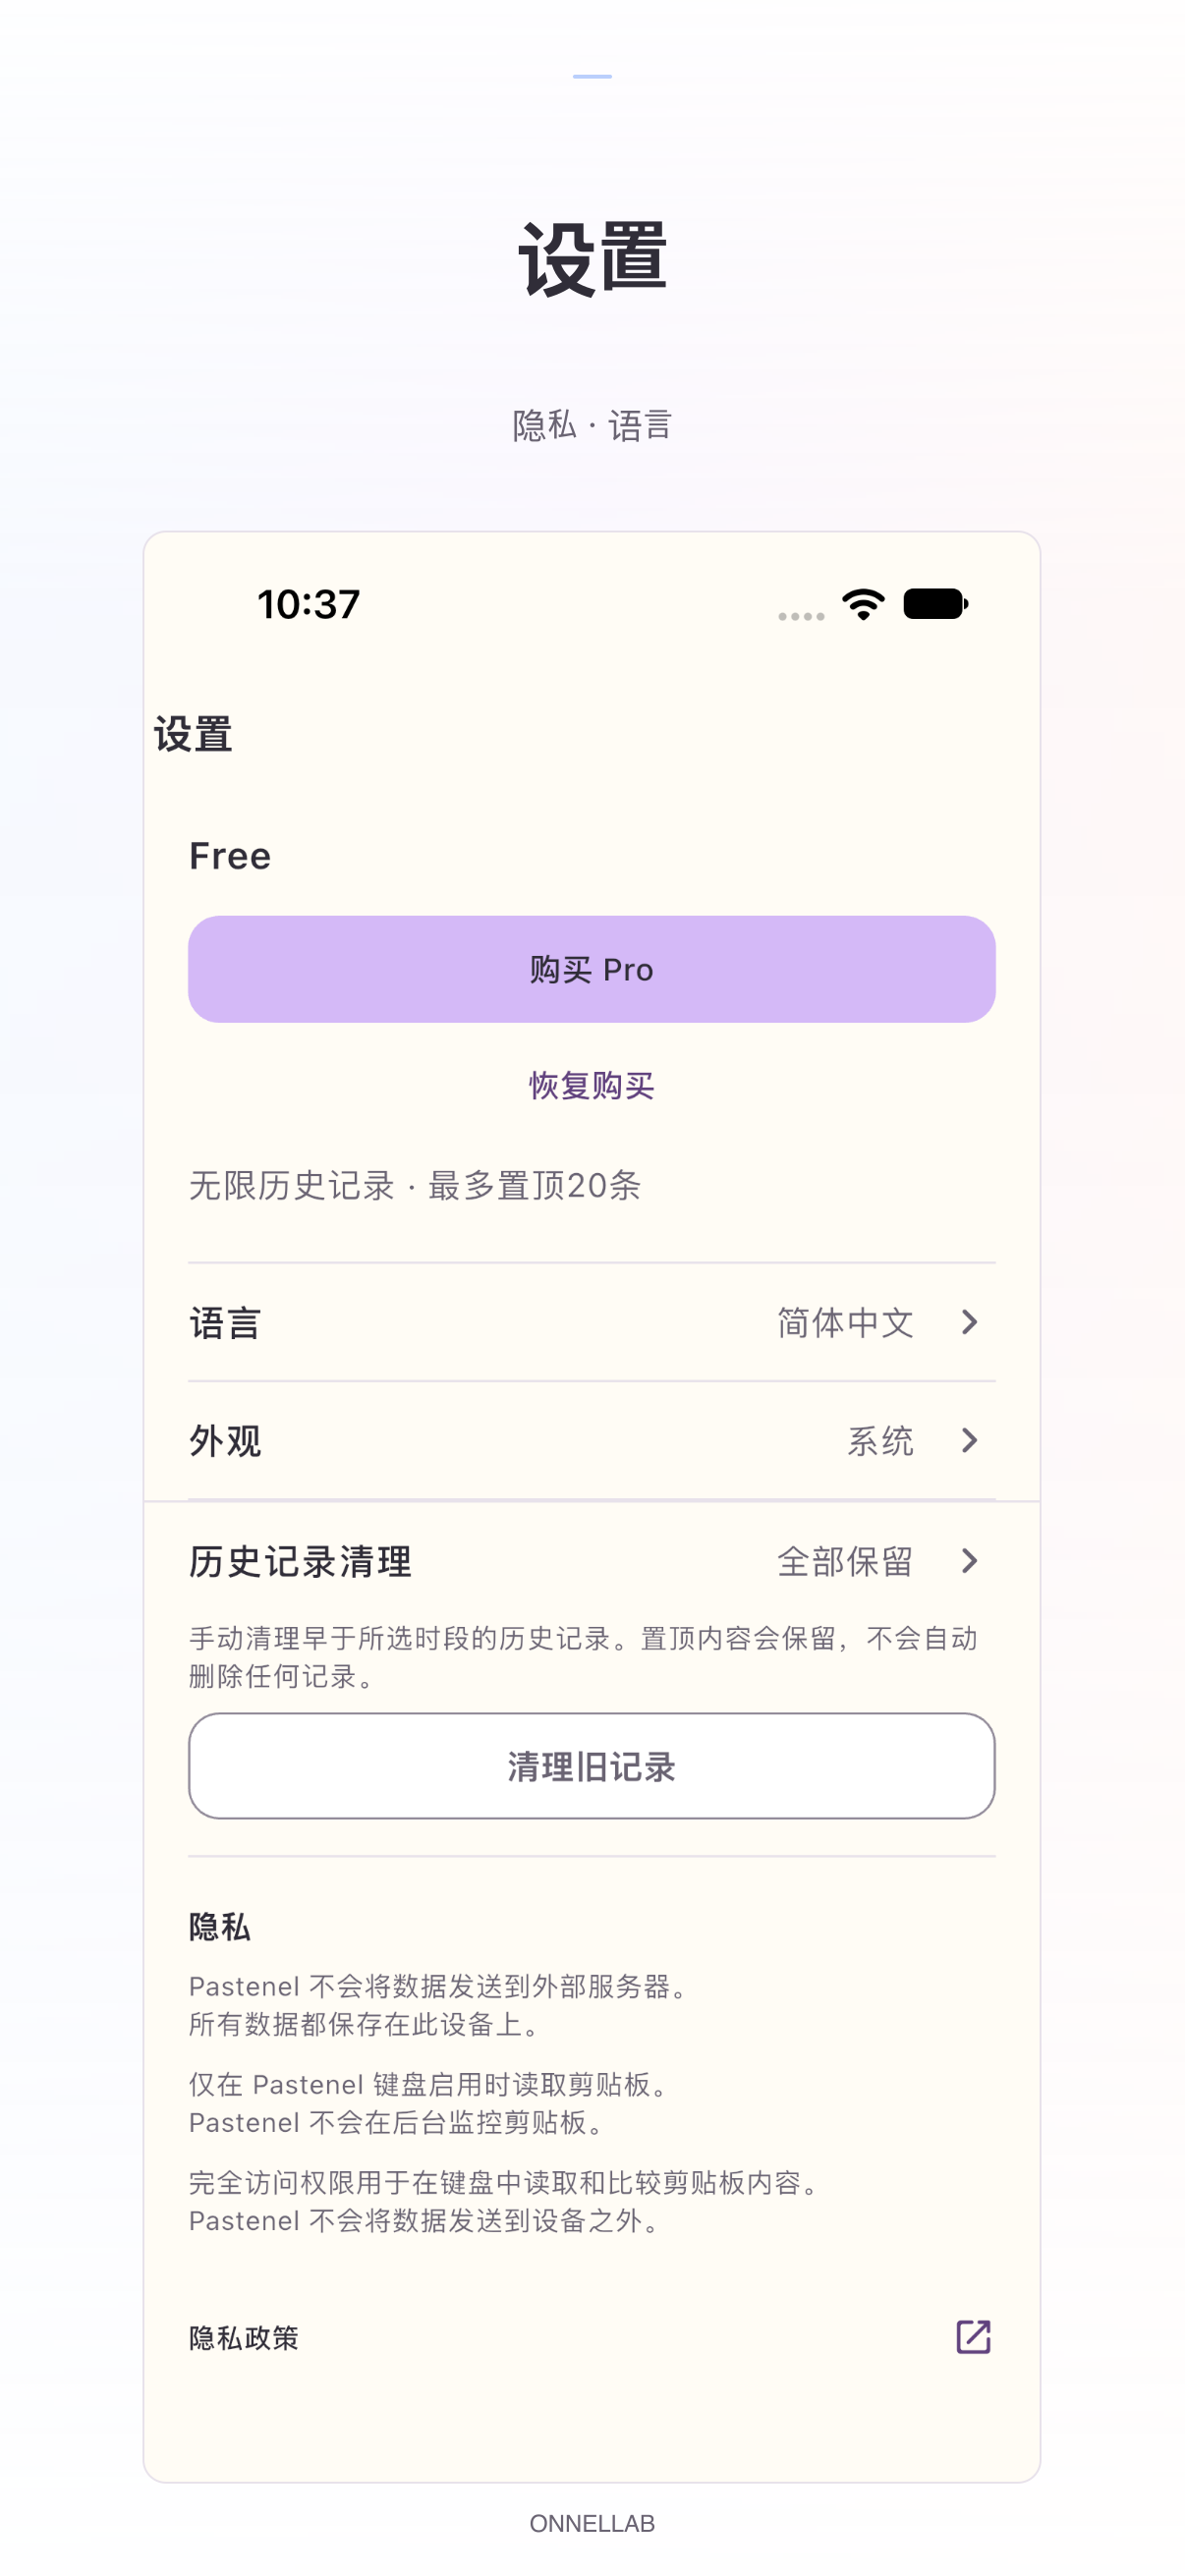 设置
隐私 · 语言
10:37
设置
Free
购买 Pro
恢复购买
无限历史记录 · 最多置顶20条
语言 简体中文
外观 系统
历史记录清理 全部保留
手动清理早于所选时段的历史记录。置顶内容会保留，不会自动
删除任何记录。
清理旧记录
隐私
Pastenel 不会将数据发送到外部服务器。
所有数据都保存在此设备上。
仅在 Pastenel 键盘启用时读取剪贴板。
Pastenel 不会在后台监控剪贴板。
完全访问权限用于在键盘中读取和比较剪贴板内容。
Pastenel 不会将数据发送到设备之外。
隐私政策
ONNELLAB